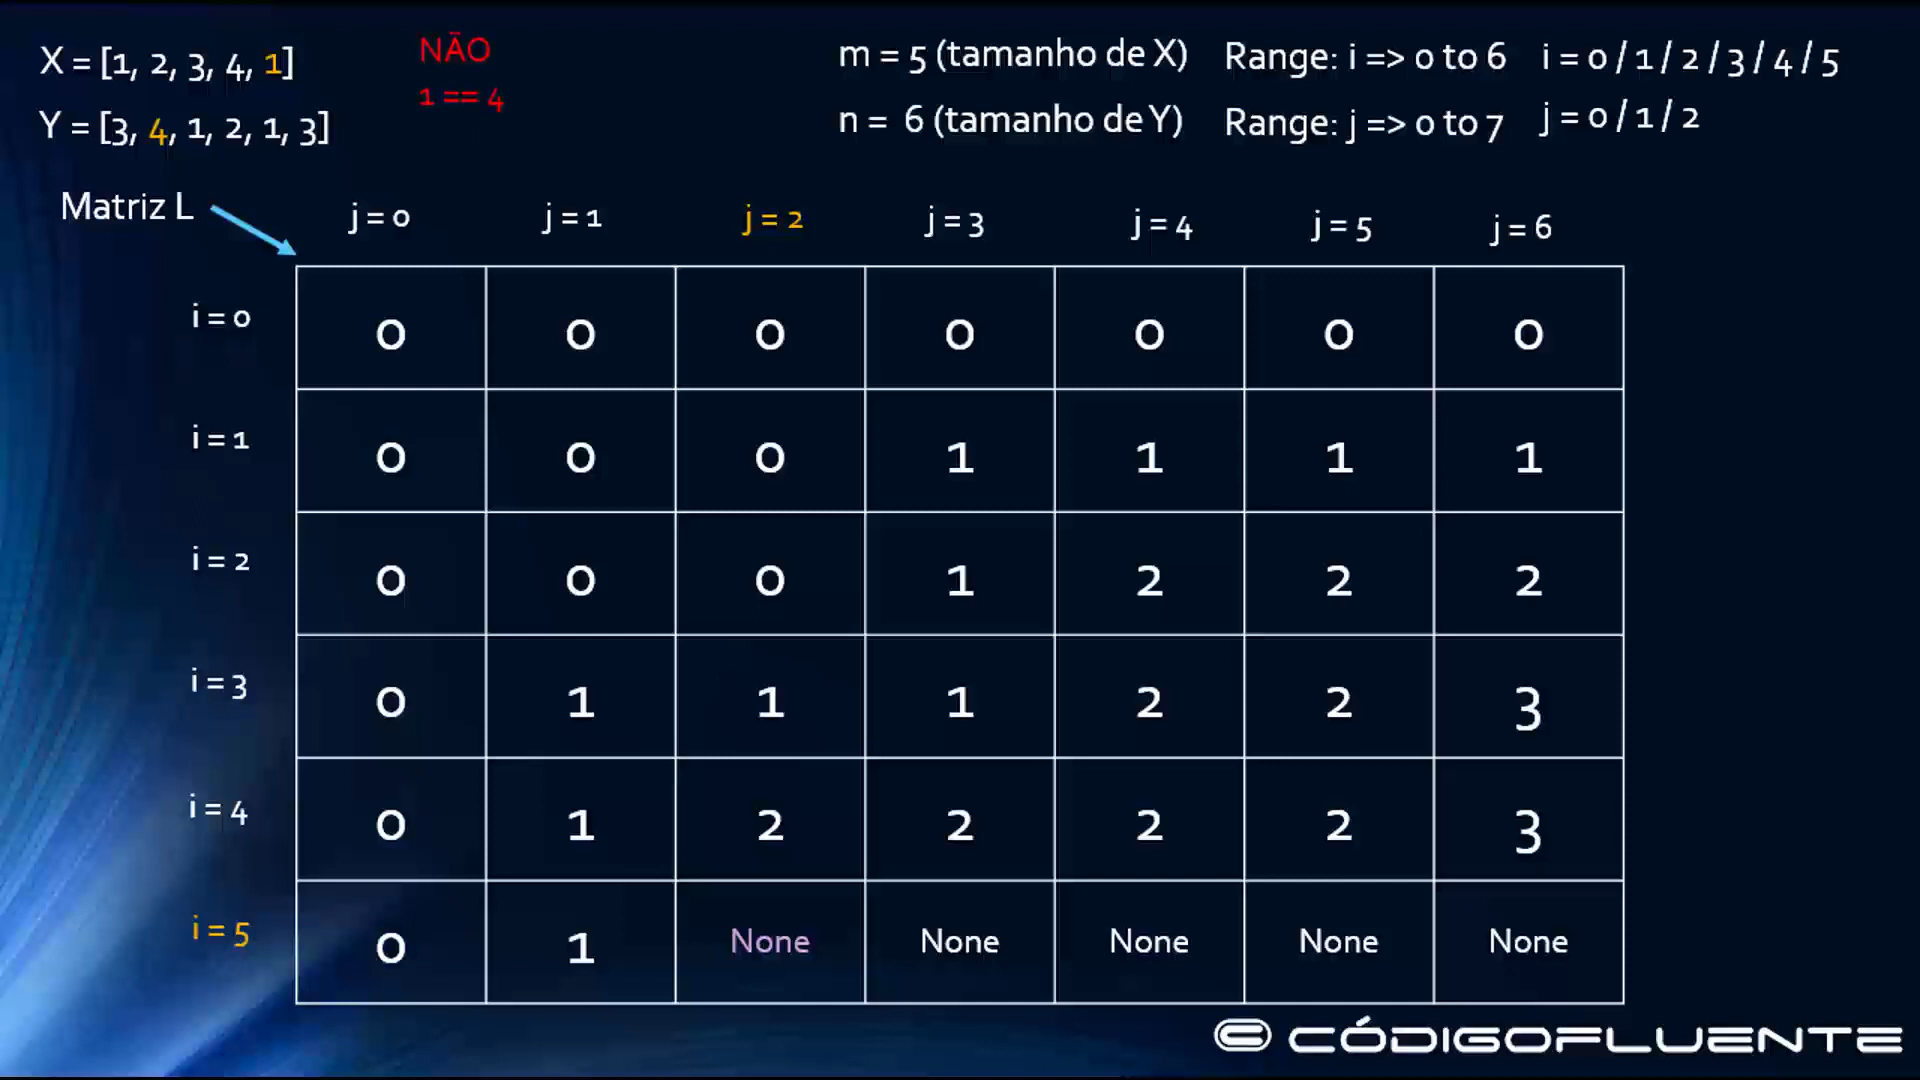 X = [1, 2, 3, 4, 1]
NÃO
m = 5 (tamanho de X)
Range: i => 0 to 6
i = 0 / 1 / 2 / 3 / 4 / 5
Y = [3, 4, 1, 2, 1, 3]
1 == 4
n = 6 (tamanho de Y)
Range: j => 0 to 7
j = 0 / 1 / 2
Matriz L
j = 0 j = 1 j = 2 j = 3 j = 4 j = 5 j = 6
i = 0 0 0 0 0 0 0 0
i = 1 0 0 0 1 1 1 1
i = 2 0 0 0 1 2 2 2
i = 3 0 1 1 1 2 2 3
i = 4 0 1 2 2 2 2 3
i = 5 0 1 None None None None None
CÓDIGOFLUENTE